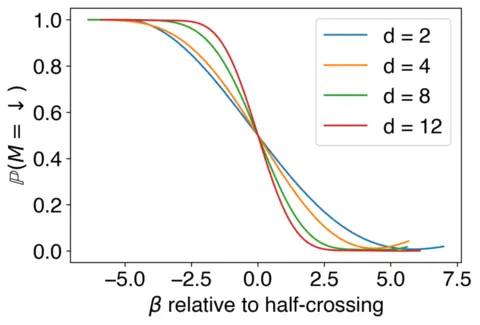 1.0
0.8
0.6
0.4
0.2
0.0
ℙ(M = ↓)
d = 2
d = 4
d = 8
d = 12
−5.0 −2.5 0.0 2.5 5.0 7.5
β relative to half-crossing